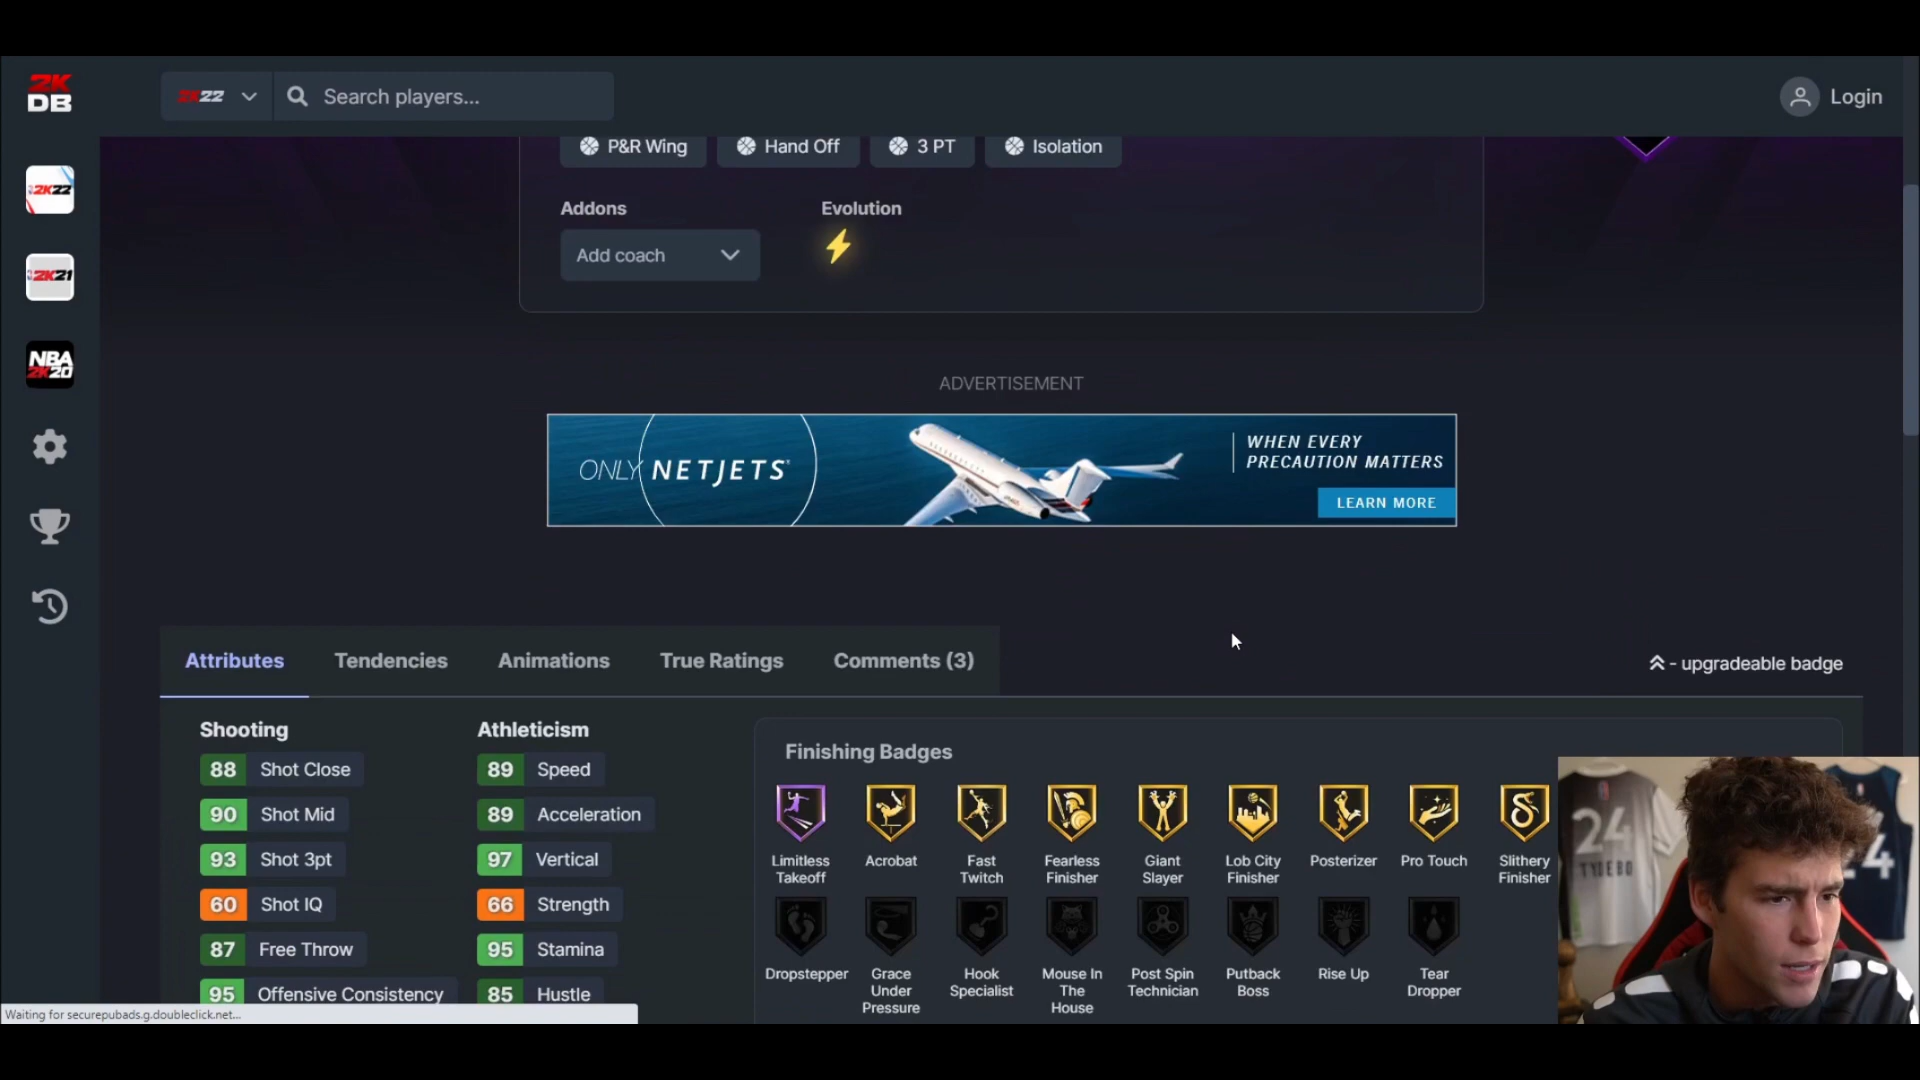 2K
DB
2K22
Search players...
Login
2K22
2K21
NBA
2K20
P&R Wing
Hand Off
3 PT
Isolation
Addons
Evolution
Add coach
ADVERTISEMENT
ONLY NETJETS
WHEN EVERY
PRECAUTION MATTERS
LEARN MORE
Attributes
Tendencies
Animations
True Ratings
Comments (3)
- upgradeable badge
Shooting
88 Shot Close
90 Shot Mid
93 Shot 3pt
60 Shot IQ
87 Free Throw
95 Offensive Consistency
Athleticism
89 Speed
89 Acceleration
97 Vertical
66 Strength
95 Stamina
85 Hustle
Finishing Badges
Limitless
Takeoff
Acrobat
Fast
Twitch
Fearless
Finisher
Giant
Slayer
Lob City
Finisher
Posterizer
Pro Touch
Slithery
Finisher
Dropstepper
Grace
Under
Pressure
Hook
Specialist
Mouse In
The
House
Post Spin
Technician
Putback
Boss
Rise Up
Tear
Dropper
Waiting for securepubads.g.doubleclick.net...
24